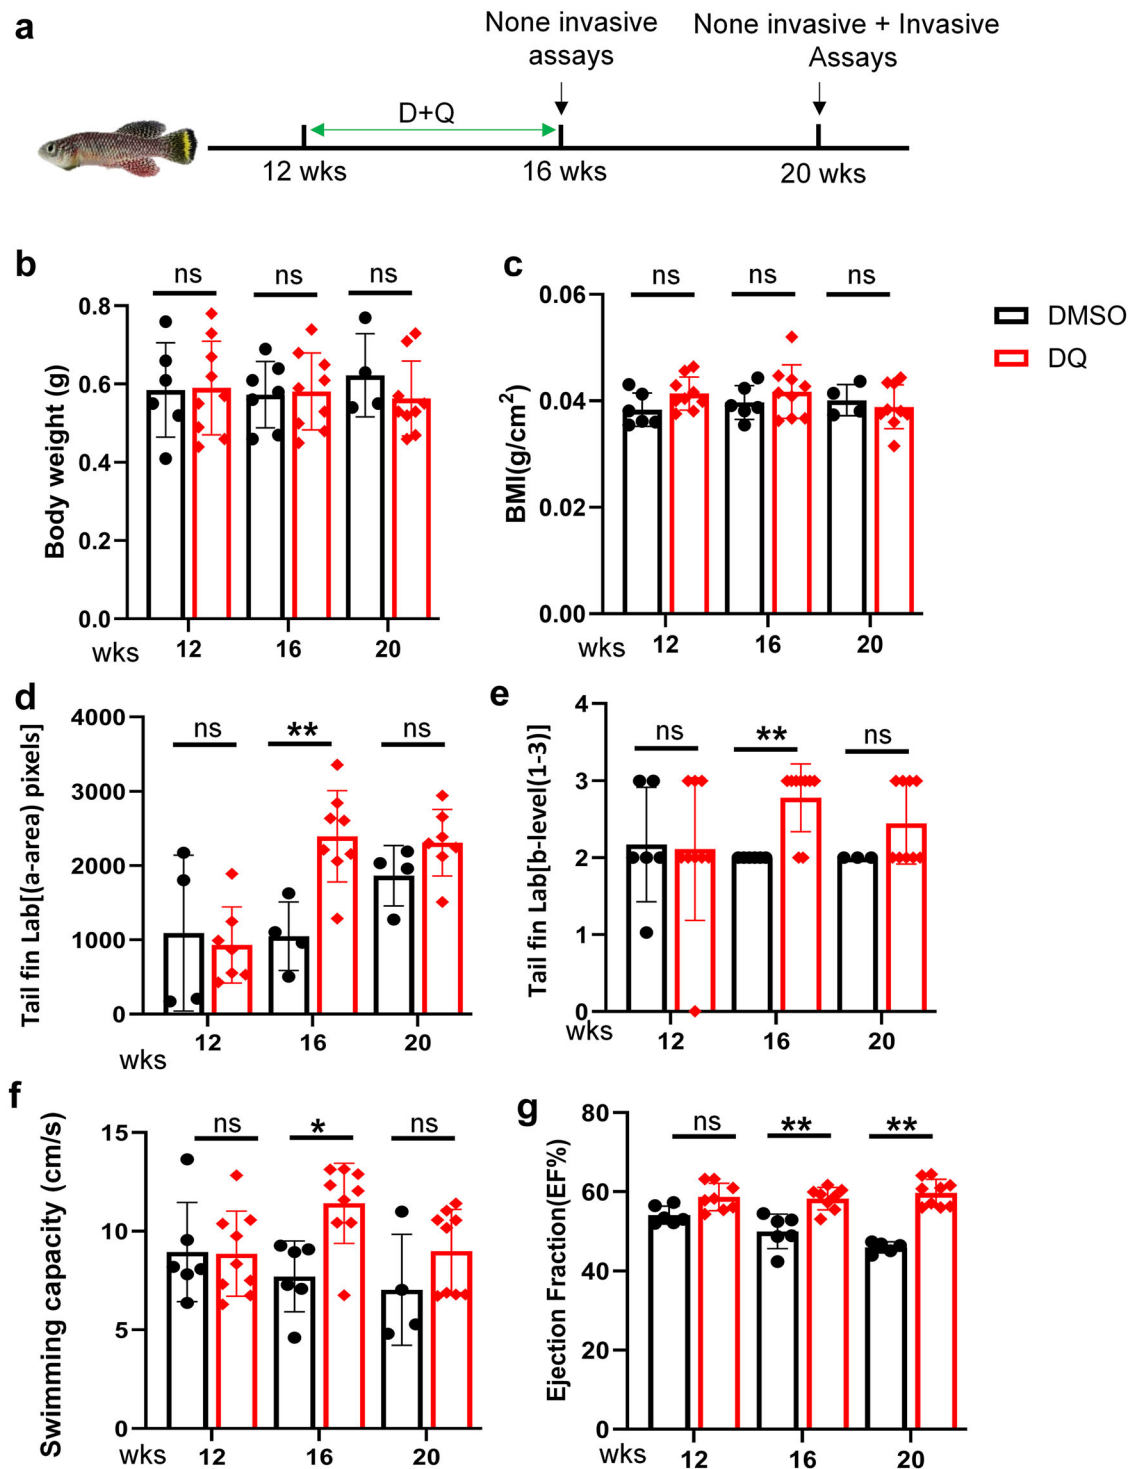 a
None invasive
assays
None invasive + Invasive
Assays
D+Q
12 wks
16 wks
20 wks
b
ns
ns
ns
Body weight (g)
0.8
0.6
0.4
0.2
0.0
wks
12
16
20
c
ns
ns
ns
BMI(g/cm²)
0.06
0.04
0.02
0.00
wks
12
16
20
DMSO
DQ
d
ns
**
ns
Tail fin Lab[(a-area) pixels]
4000
3000
2000
1000
0
wks
12
16
20
e
ns
**
ns
Tail fin Lab[b-level(1-3)]
4
3
2
1
0
wks
12
16
20
f
ns
*
ns
Swimming capacity (cm/s)
15
10
5
0
wks
12
16
20
g
ns
**
**
Ejection Fraction(EF%)
80
60
40
20
0
wks
12
16
20